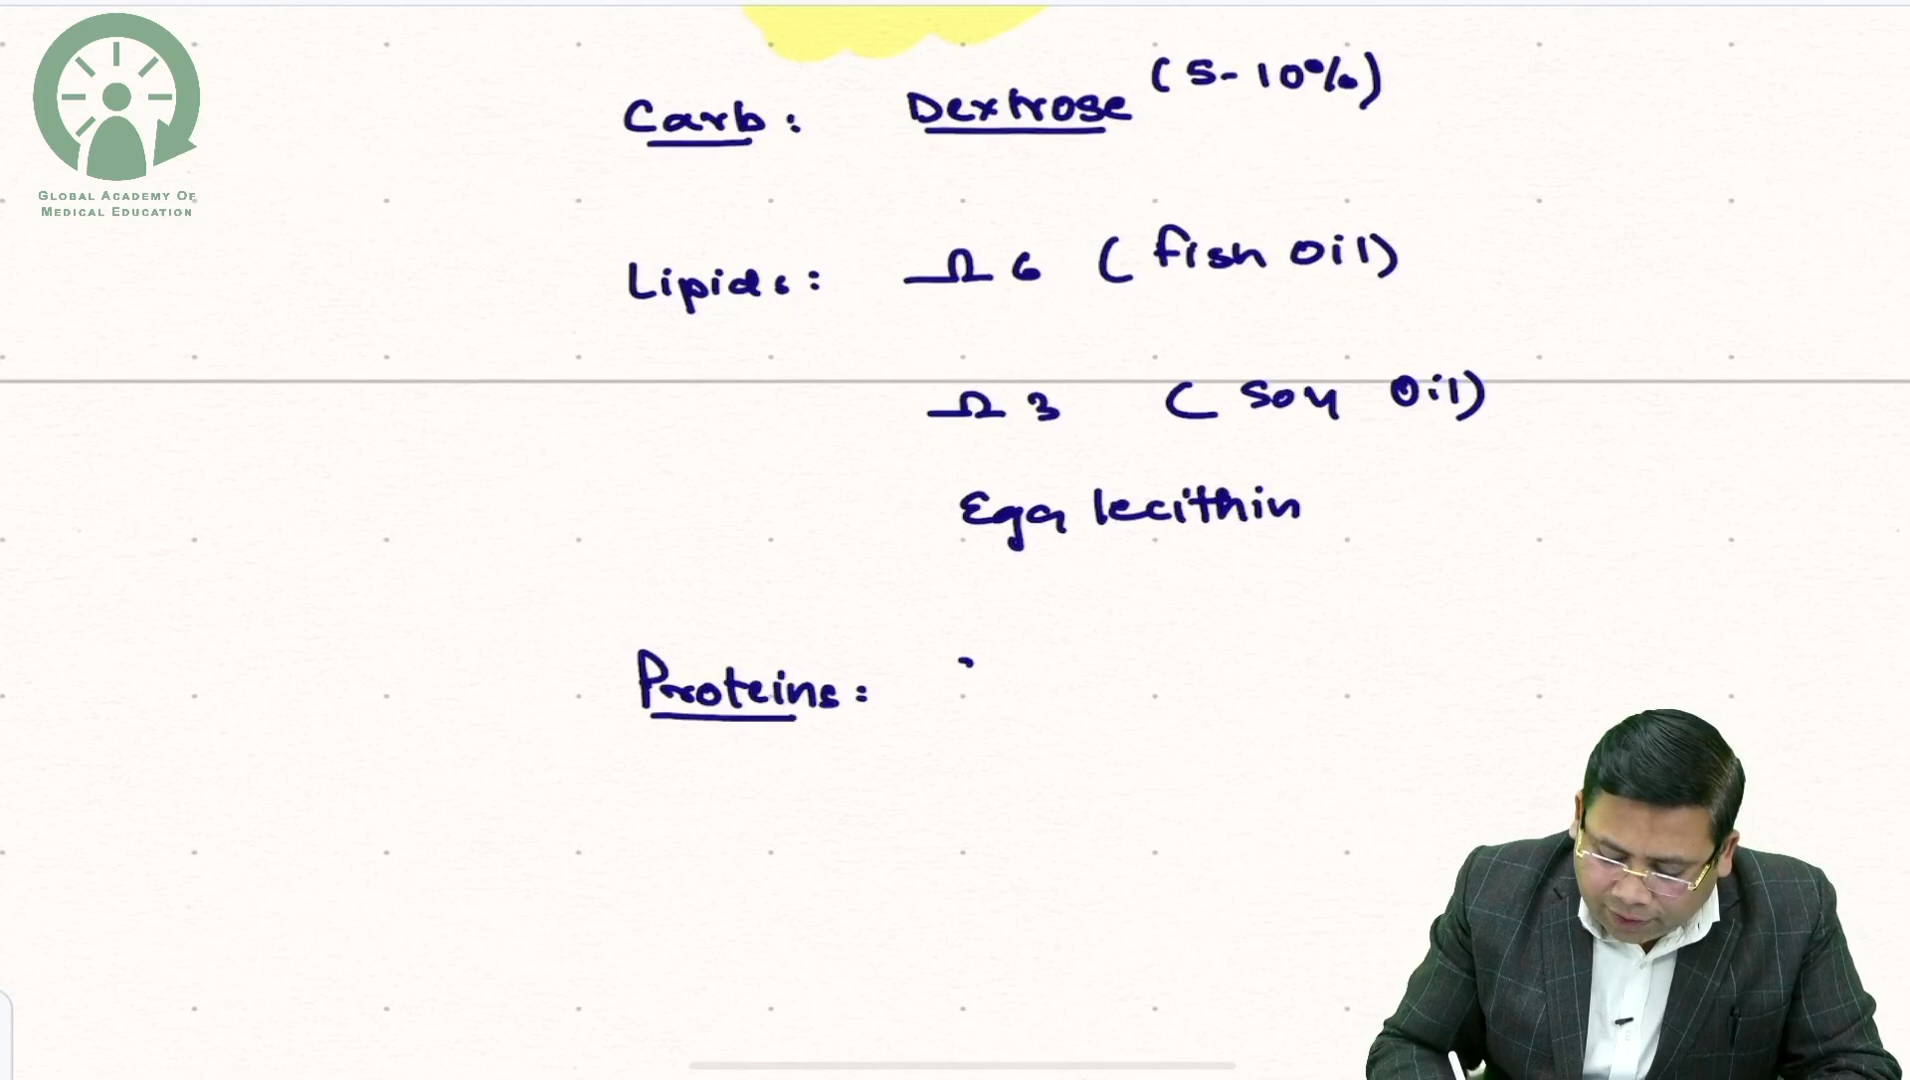 GLOBAL ACADEMY OF
MEDICAL EDUCATION
Carb : Dextrose (5-10%)
Lipids : Ω 6 (fish oil)
Ω 3 (Soy Oil)
Egg lecithin
Proteins :